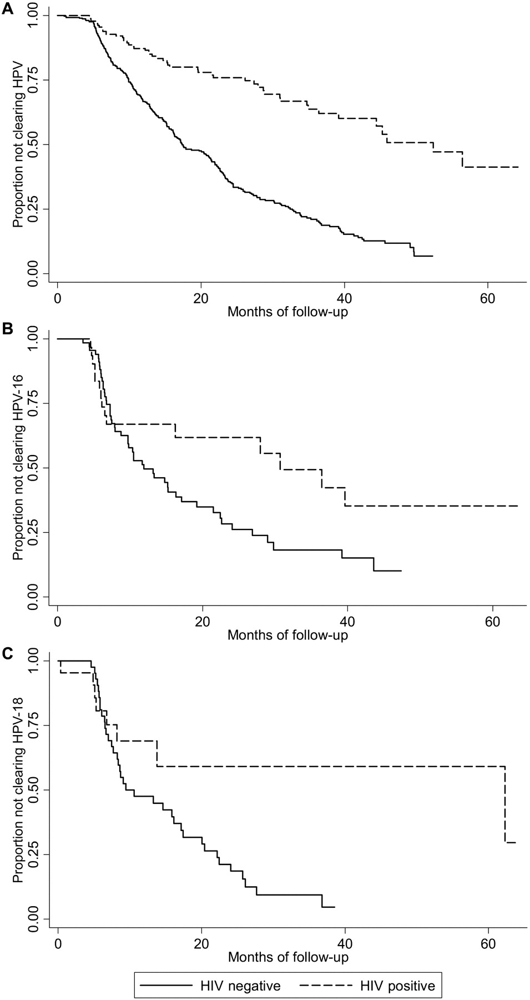 A
Proportion not clearing HPV
1.00
0.75
0.50
0.25
0.00
0 20 40 60
Months of follow-up
B
Proportion not clearing HPV-16
1.00
0.75
0.50
0.25
0.00
0 20 40 60
Months of follow-up
C
Proportion not clearing HPV-18
1.00
0.75
0.50
0.25
0.00
0 20 40 60
Months of follow-up
HIV negative HIV positive